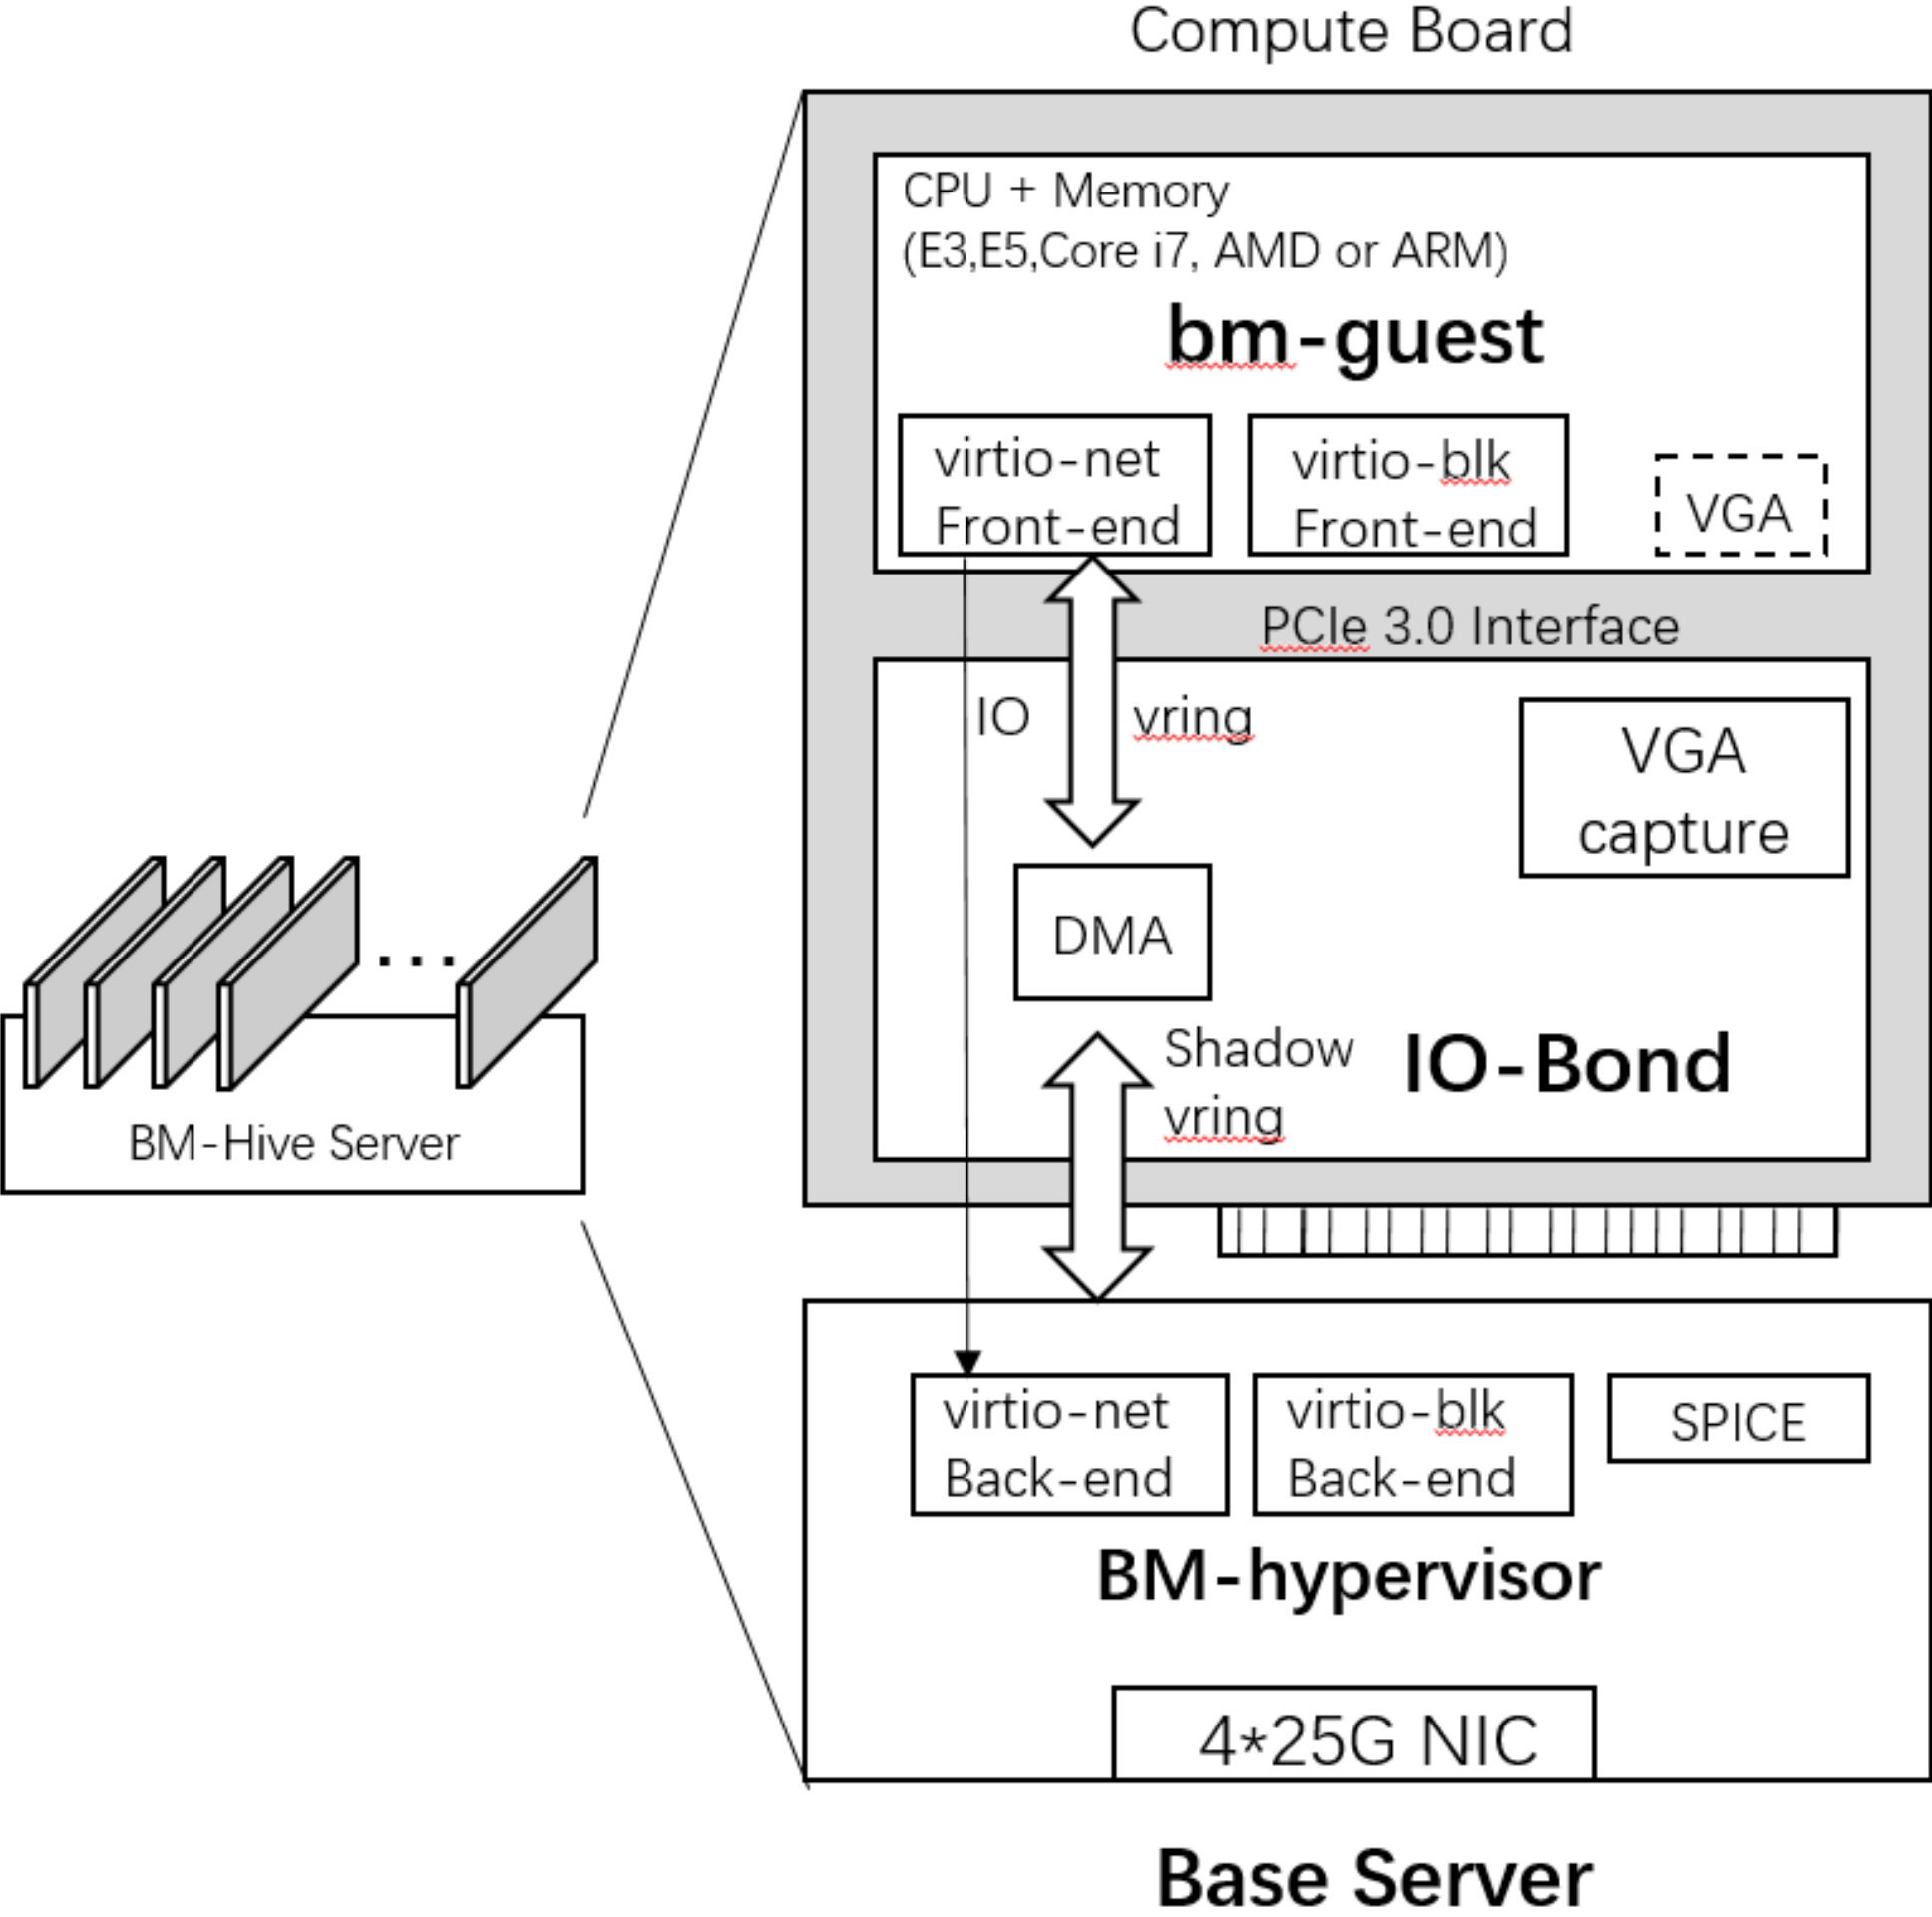 Compute Board
CPU + Memory
(E3,E5,Core i7, AMD or ARM)
bm-guest
virtio-net
Front-end
virtio-blk
Front-end
VGA
PCIe 3.0 Interface
IO
vring
VGA
capture
DMA
Shadow
vring
IO-Bond
BM-Hive Server
virtio-net
Back-end
virtio-blk
Back-end
SPICE
BM-hypervisor
4*25G NIC
Base Server